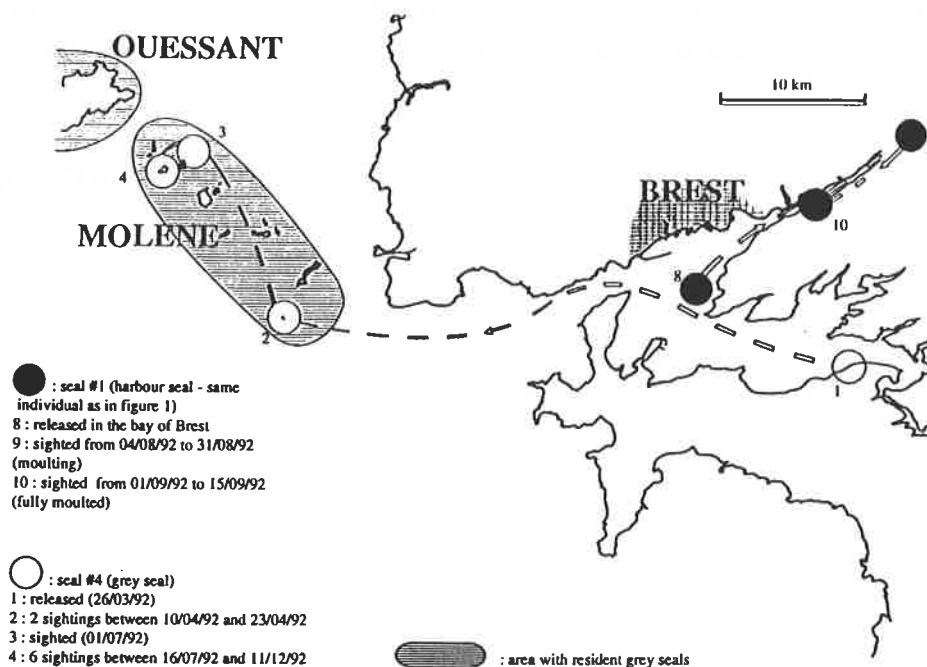 OUESSANT
10 km
3
4
BREST
10
MOLENE
8
2
1
: seal #1 (harbour seal - same
individual as in figure 1)
8 : released in the bay of Brest
9 : sighted from 04/08/92 to 31/08/92
(moulting)
10 : sighted from 01/09/92 to 15/09/92
(fully moulted)
: seal #4 (grey seal)
1 : released (26/03/92)
2 : 2 sightings between 10/04/92 and 23/04/92
3 : sighted (01/07/92)
4 : 6 sightings between 16/07/92 and 11/12/92
: area with resident grey seals